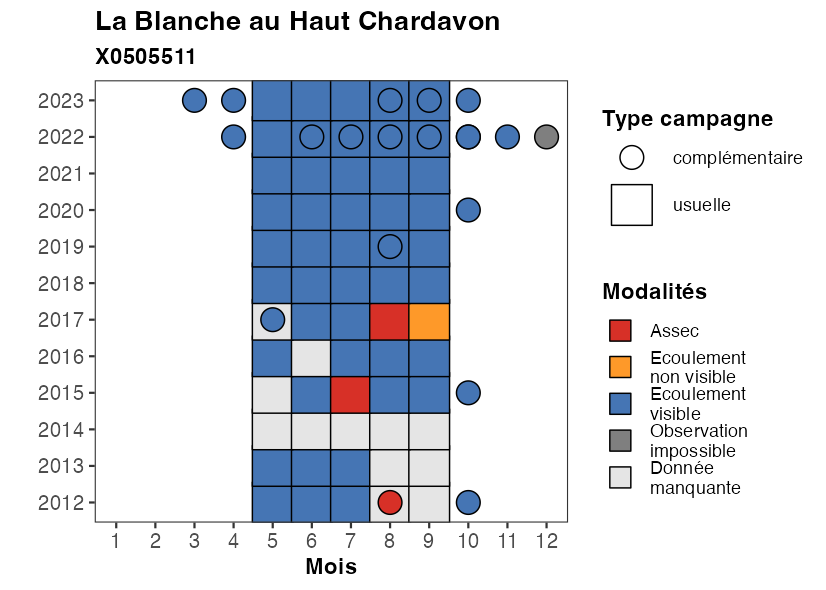 La Blanche au Haut Chardavon
X0505511
2023
2022
2021
2020
2019
2018
2017
2016
2015
2014
2013
2012
1 2 3 4 5 6 7 8 9 10 11 12
Mois
Type campagne
complémentaire
usuelle
Modalités
Assec
Ecoulement
non visible
Ecoulement
visible
Observation
impossible
Donnée
manquante